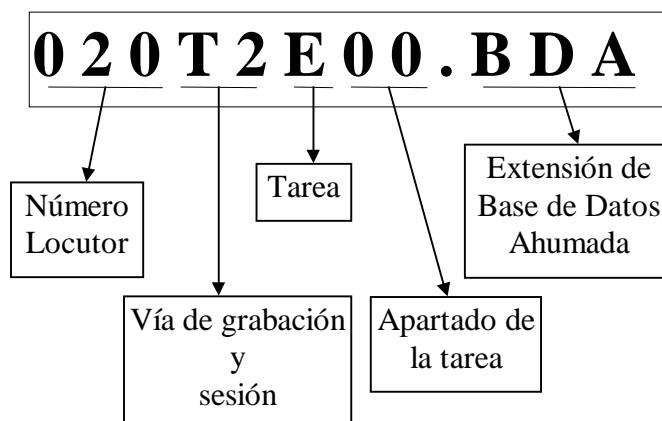 020T2E00.BDA
Número
Locutor
Tarea
Extensión de
Base de Datos
Ahumada
Vía de grabación
y
sesión
Apartado de
la tarea